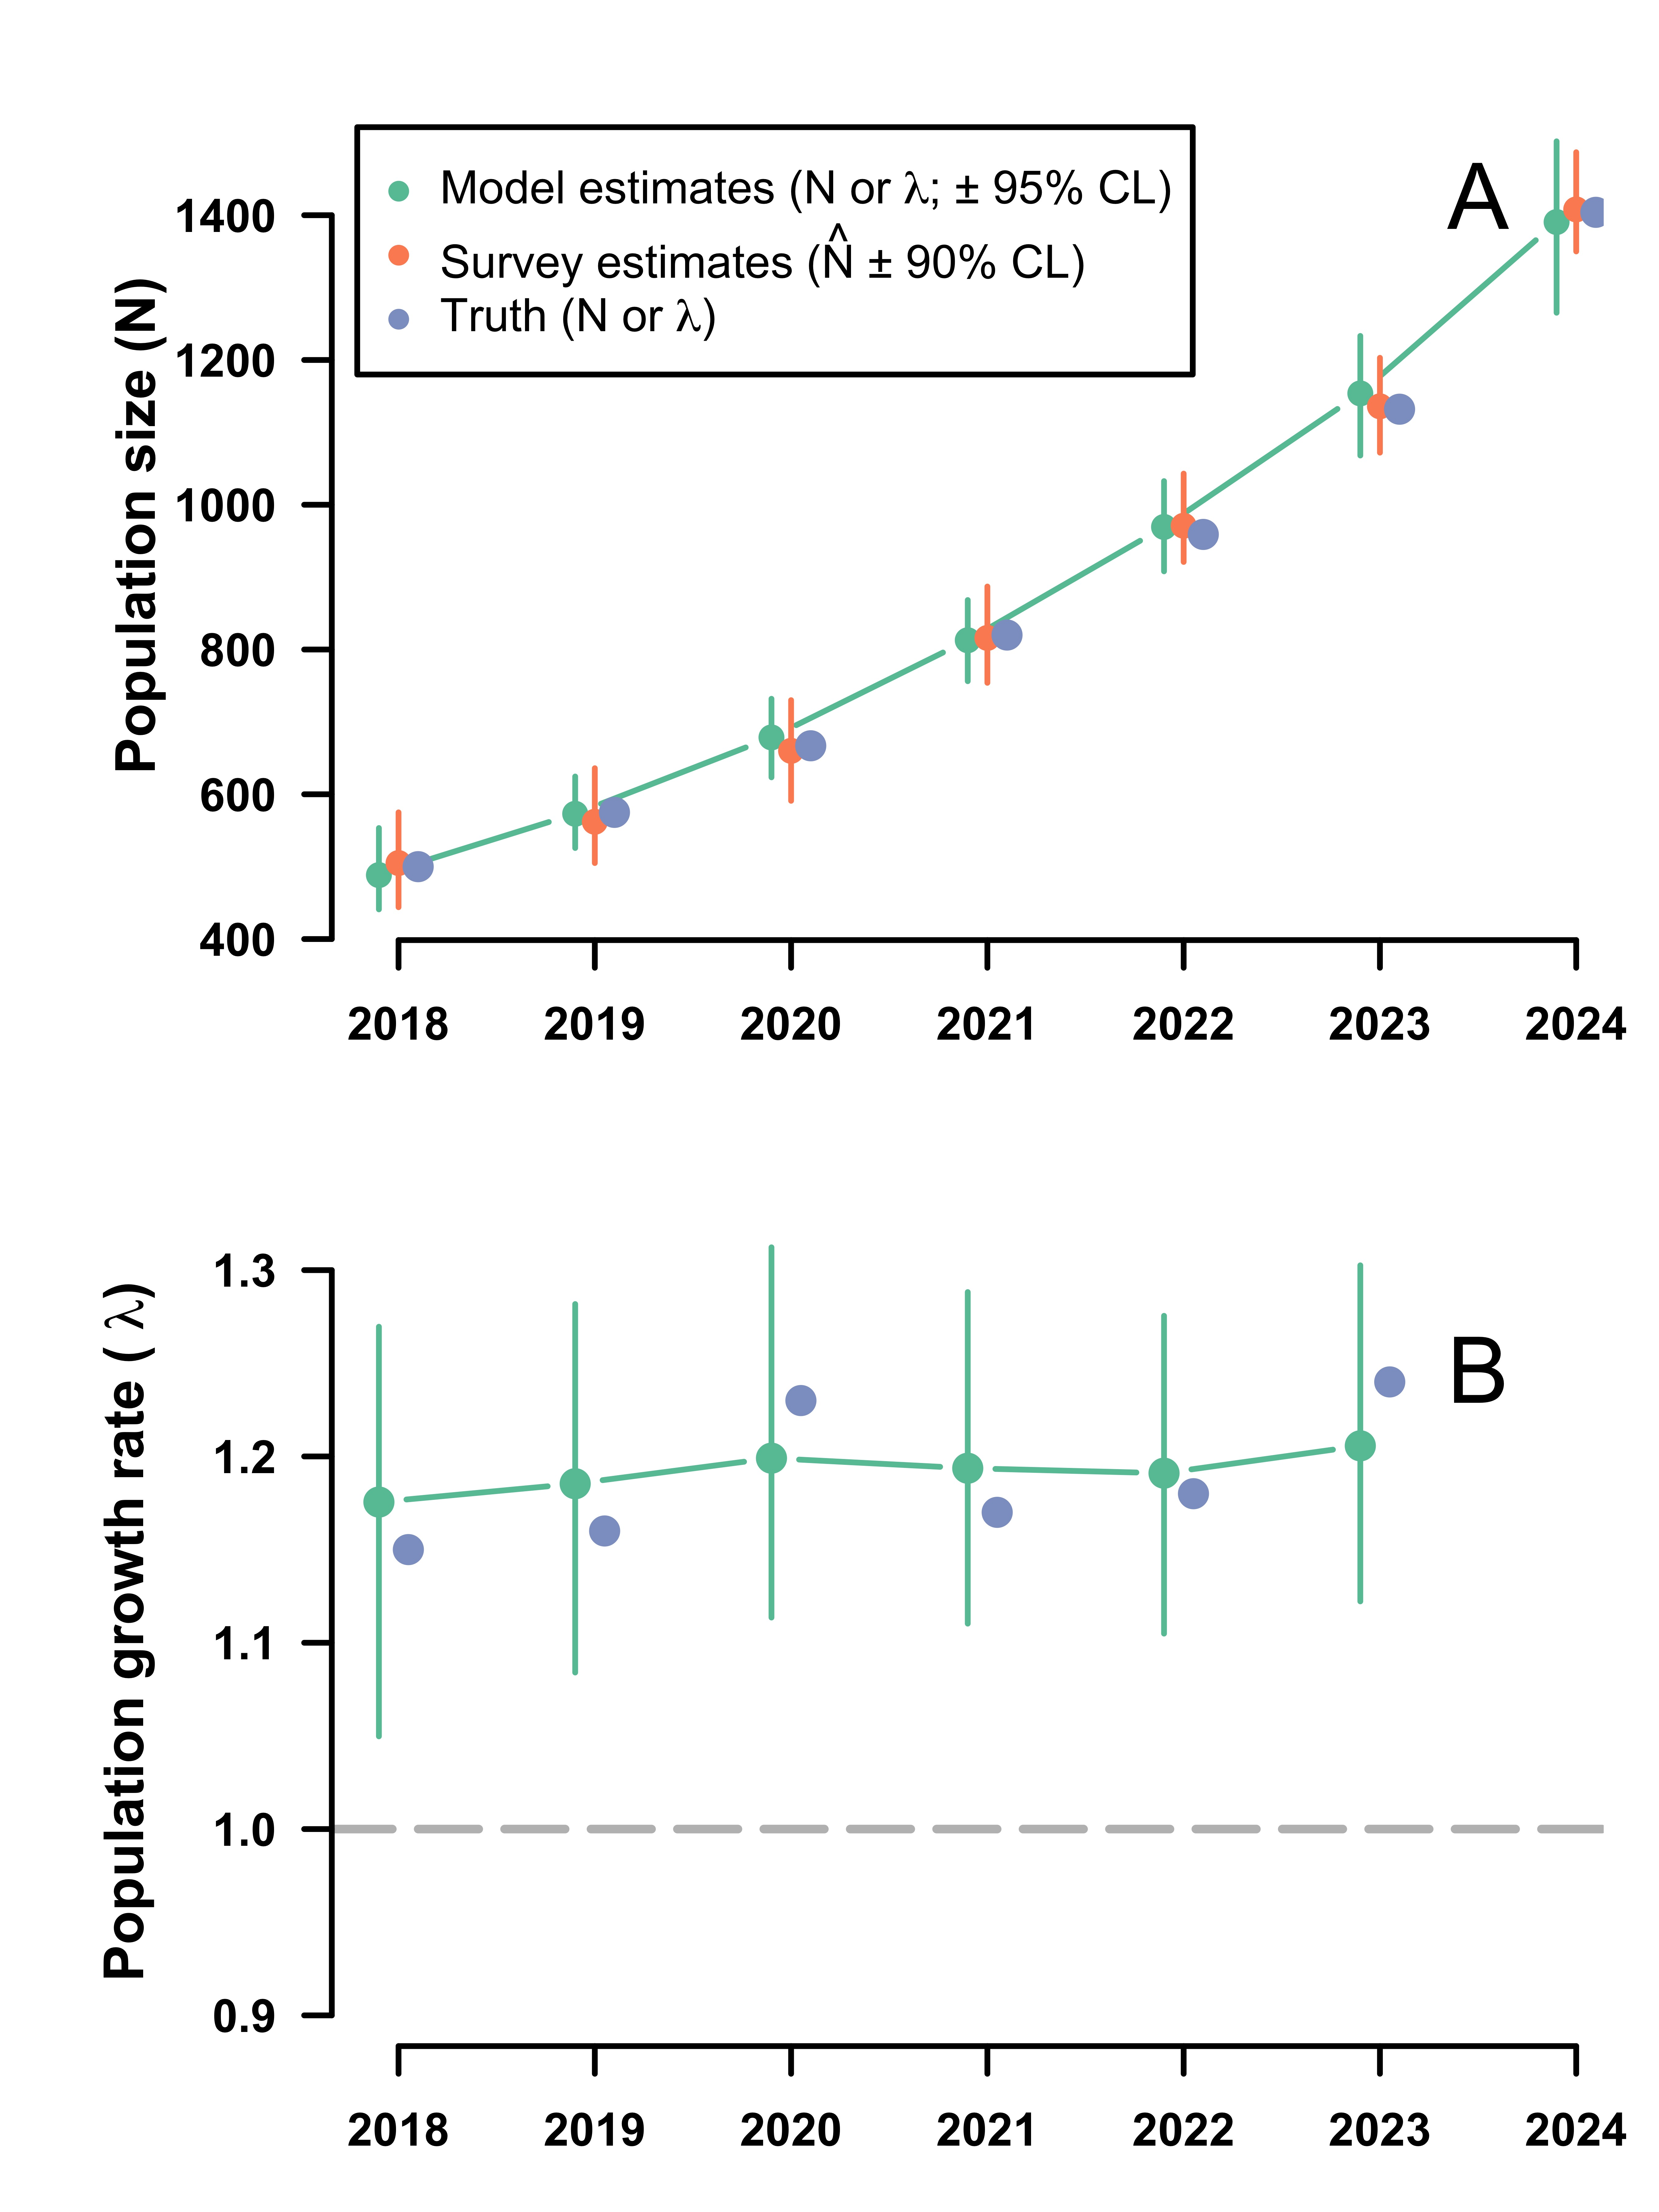 Model estimates (N or λ; ± 95% CL)
Survey estimates (N̂ ± 90% CL)
Truth (N or λ)
A
Population size (N)
1400
1200
1000
800
600
400
2018 2019 2020 2021 2022 2023 2024
B
Population growth rate ( λ)
1.3
1.2
1.1
1.0
0.9
2018 2019 2020 2021 2022 2023 2024